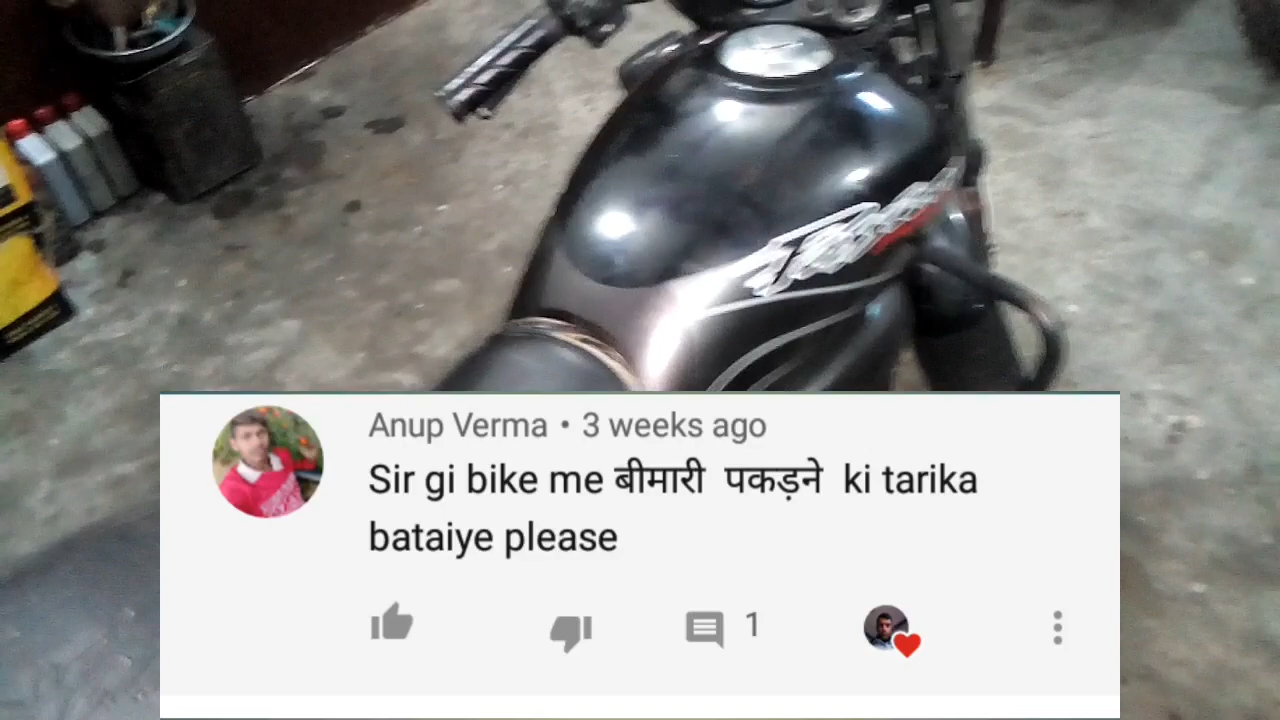 Anup Verma • 3 weeks ago
Sir gi bike me बीमारी पकड़ने ki tarika
bataiye please
1